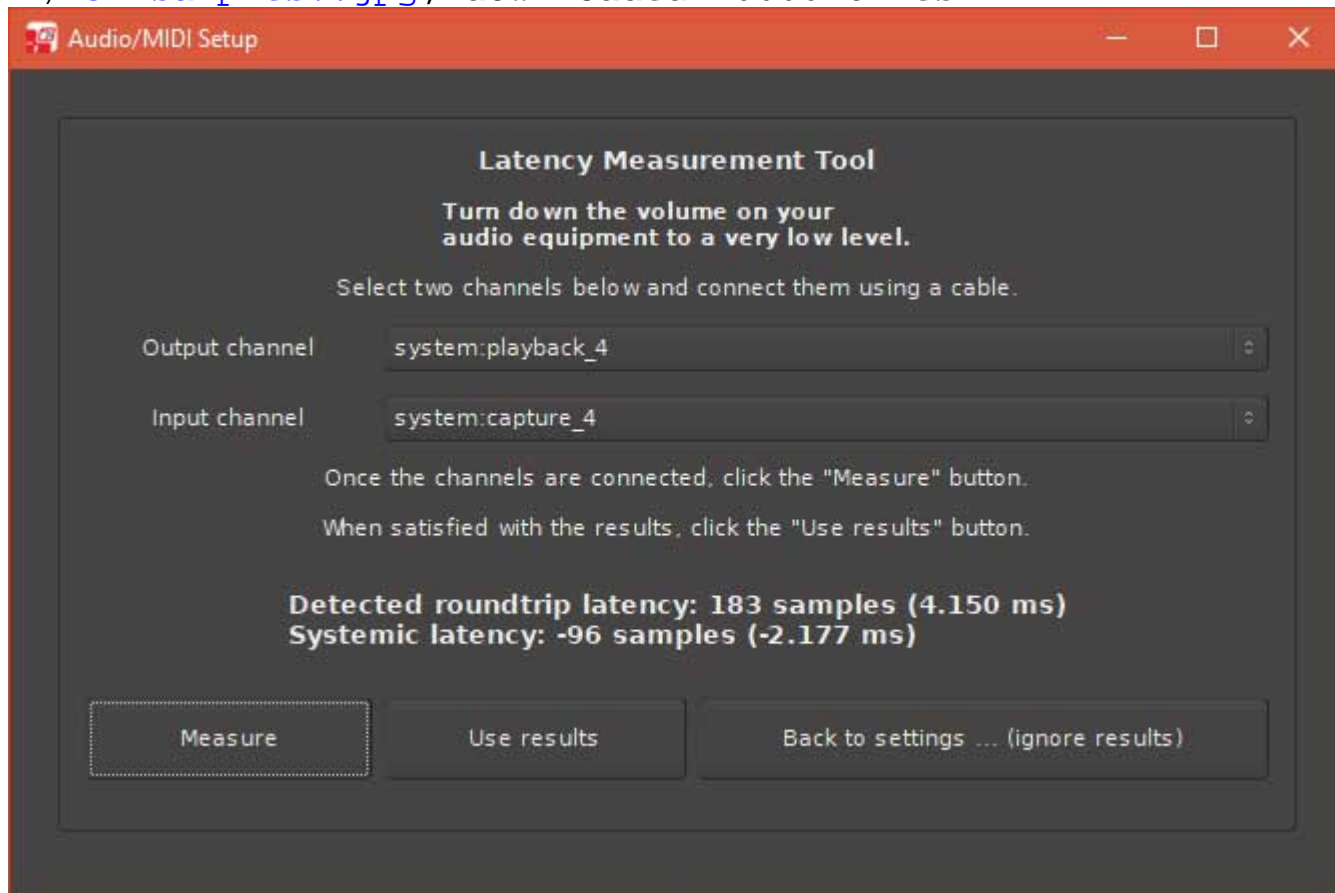 Audio/MIDI Setup
Latency Measurement Tool
Turn down the volume on your
audio equipment to a very low level.
Select two channels below and connect them using a cable.
Output channel system:playback_4
Input channel system:capture_4
Once the channels are connected, click the "Measure" button.
When satisfied with the results, click the "Use results" button.
Detected roundtrip latency: 183 samples (4.150 ms)
Systemic latency: -96 samples (-2.177 ms)
Measure Use results Back to settings ... (ignore results)